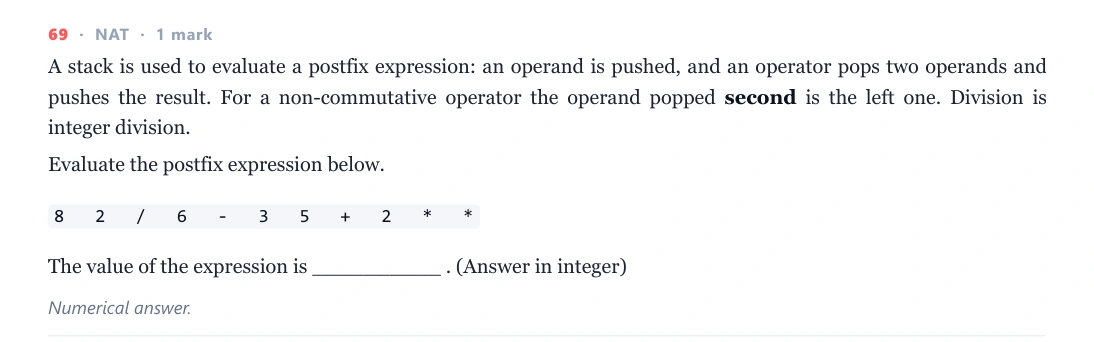 69 · NAT · 1 mark
A stack is used to evaluate a postfix expression: an operand is pushed, and an operator pops two operands and
pushes the result. For a non-commutative operator the operand popped second is the left one. Division is
integer division.
Evaluate the postfix expression below.
8 2 / 6 - 3 5 + 2 * *
The value of the expression is ____________ . (Answer in integer)
Numerical answer.